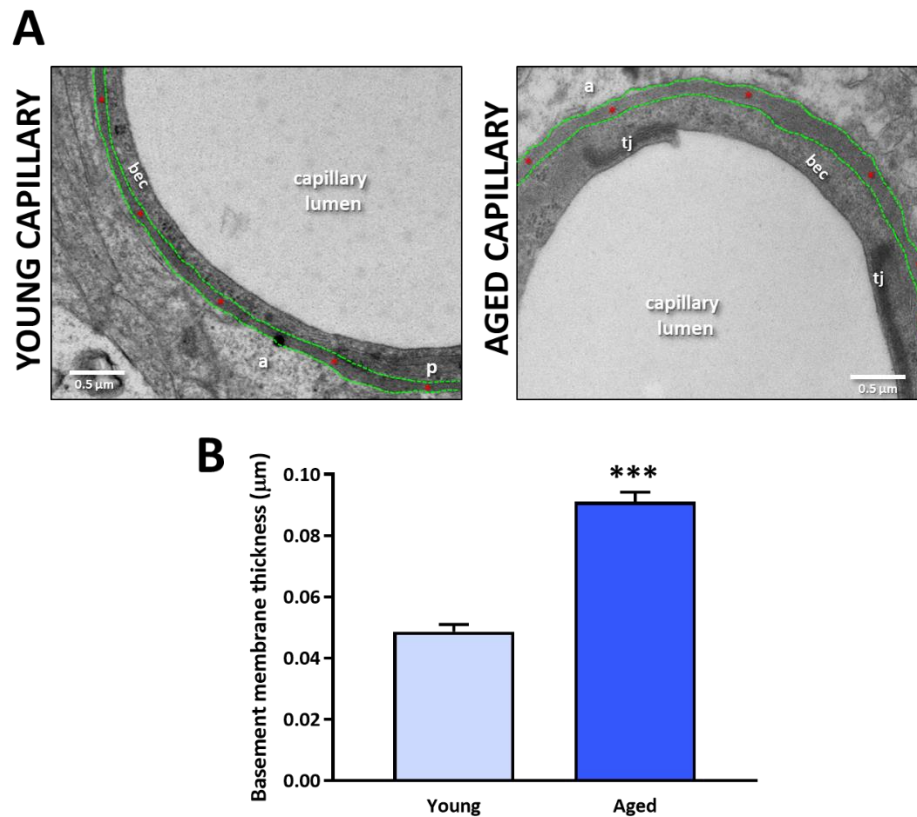 A
YOUNG CAPILLARY
bec
capillary
lumen
a
p
0.5 µm
AGED CAPILLARY
a
tj
bec
tj
capillary
lumen
0.5 µm
B
Basement membrane thickness (µm)
0.10
0.08
0.06
0.04
0.02
0.00
***
Young
Aged